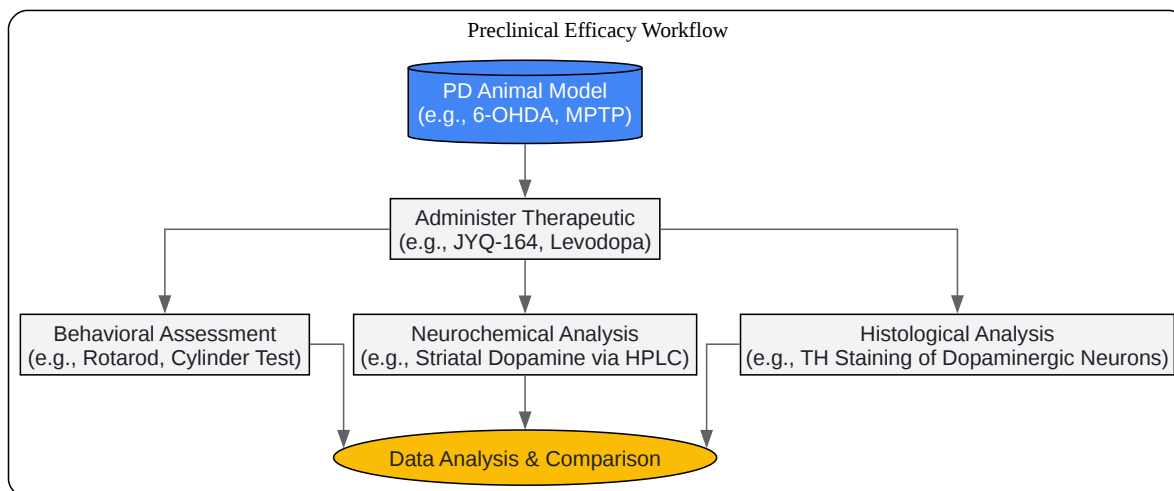 Preclinical Efficacy Workflow
PD Animal Model
(e.g., 6-OHDA, MPTP)
Administer Therapeutic
(e.g., JYQ-164, Levodopa)
Behavioral Assessment
(e.g., Rotarod, Cylinder Test)
Neurochemical Analysis
(e.g., Striatal Dopamine via HPLC)
Histological Analysis
(e.g., TH Staining of Dopaminergic Neurons)
Data Analysis & Comparison